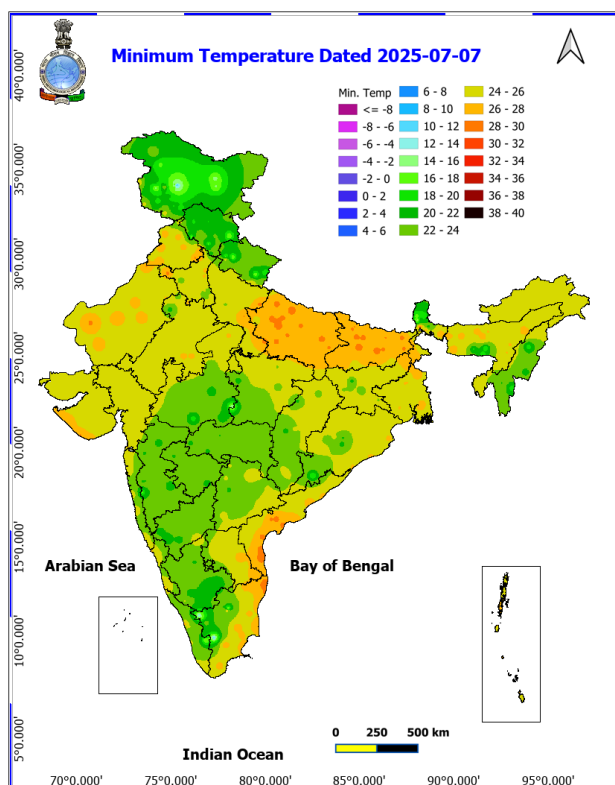 Minimum Temperature Dated 2025-07-07
Min. Temp
<= -8
-8 - -6
-6 - -4
-4 - -2
-2 - 0
0 - 2
2 - 4
4 - 6
6 - 8
8 - 10
10 - 12
12 - 14
14 - 16
16 - 18
18 - 20
20 - 22
22 - 24
24 - 26
26 - 28
28 - 30
30 - 32
32 - 34
34 - 36
36 - 38
38 - 40
40°0.000'
35°0.000'
30°0.000'
25°0.000'
20°0.000'
15°0.000'
10°0.000'
5°0.000'
Arabian Sea
Bay of Bengal
Indian Ocean
0 250 500 km
70°0.000' 75°0.000' 80°0.000' 85°0.000' 90°0.000' 95°0.000'